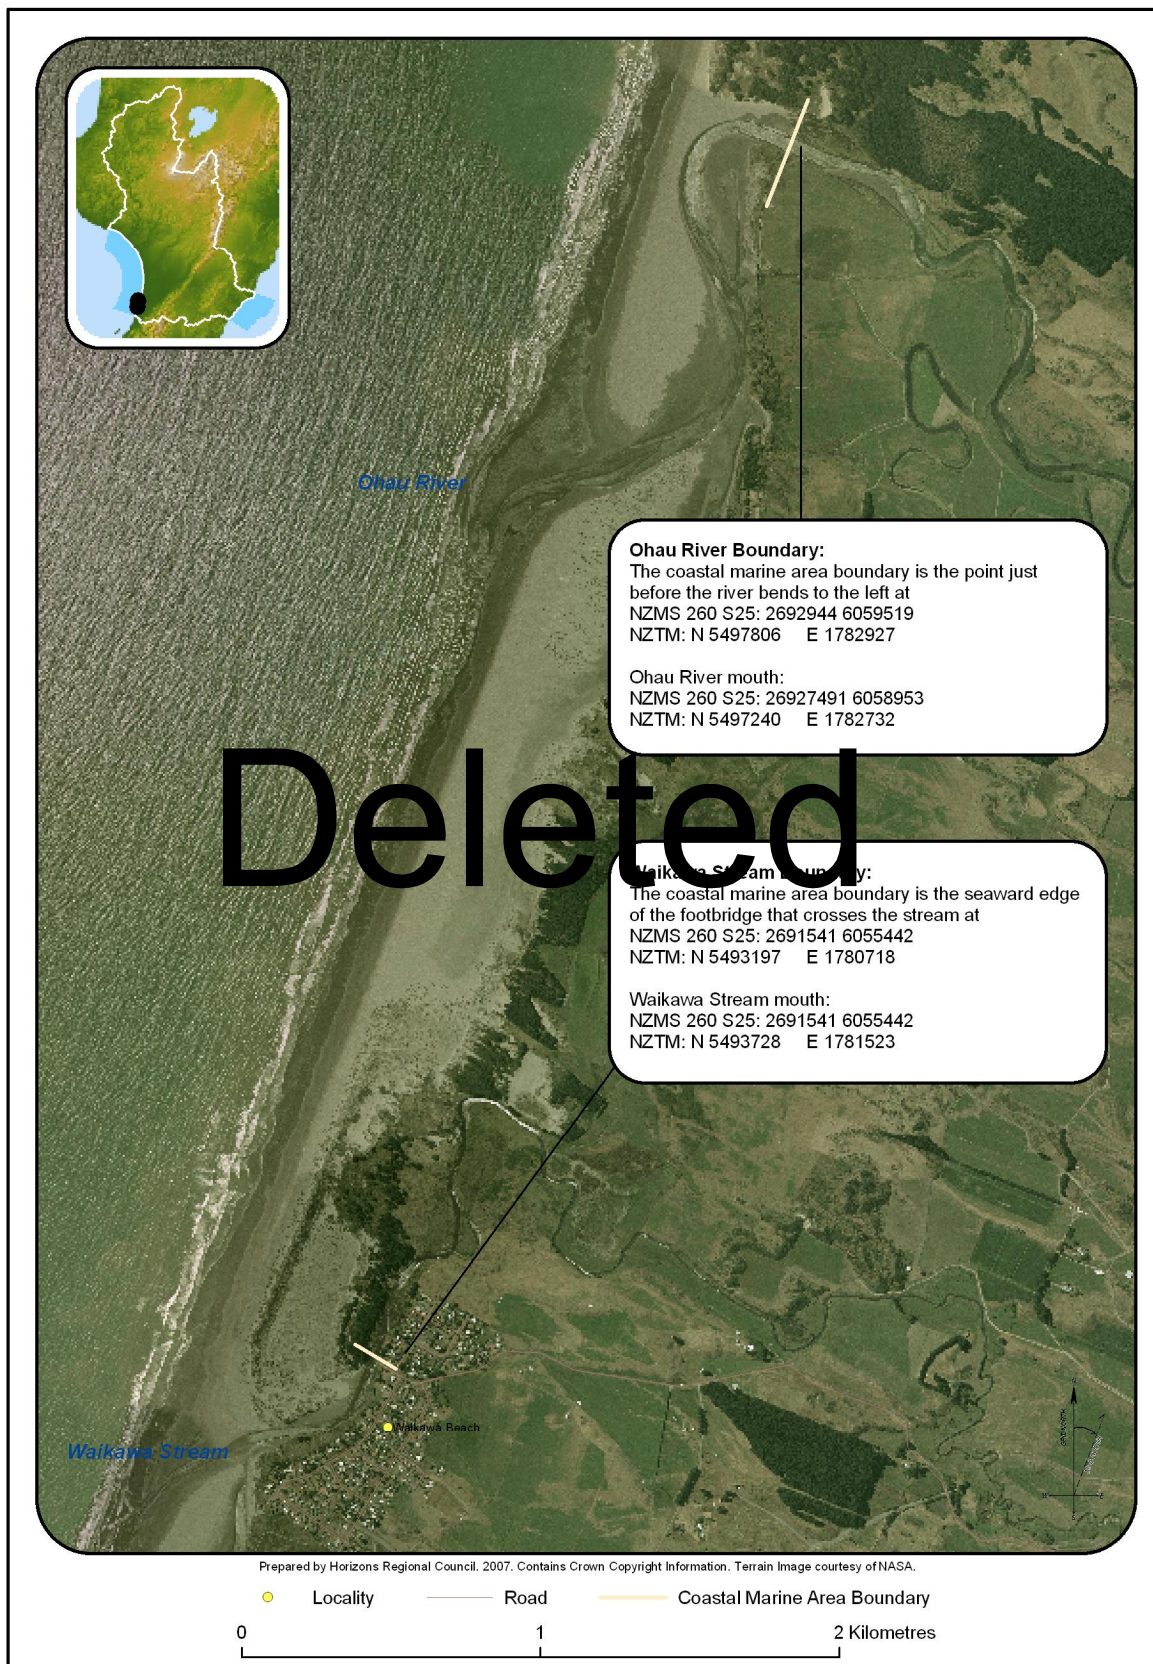 Ohau River
Ohau River Boundary:
The coastal marine area boundary is the point just
before the river bends to the left at
NZMS 260 S25: 2692944 6059519
NZTM: N 5497806 E 1782927
Ohau River mouth:
NZMS 260 S25: 26927491 6058953
NZTM: N 5497240 E 1782732
Deleted
Waikawa Stream Boundary:
The coastal marine area boundary is the seaward edge
of the footbridge that crosses the stream at
NZMS 260 S25: 2691541 6055442
NZTM: N 5493197 E 1780718
Waikawa Stream mouth:
NZMS 260 S25: 2691541 6055442
NZTM: N 5493728 E 1781523
Waikawa Beach
Waikawa Stream
Prepared by Horizons Regional Council. 2007. Contains Crown Copyright Information. Terrain Image courtesy of NASA.
Locality Road Coastal Marine Area Boundary
0 1 2 Kilometres